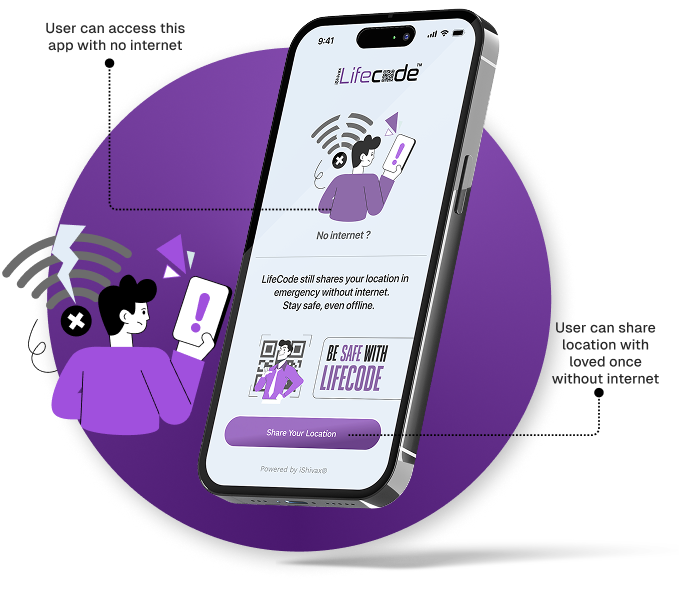 User can access this
app with no internet
9:41
iShivax
Lifecode™
No internet ?
LifeCode still shares your location in
emergency without internet.
Stay safe, even offline.
BE SAFE WITH
LIFECODE
Share Your Location
Powered by iShivax®
User can share
location with
loved once
without internet